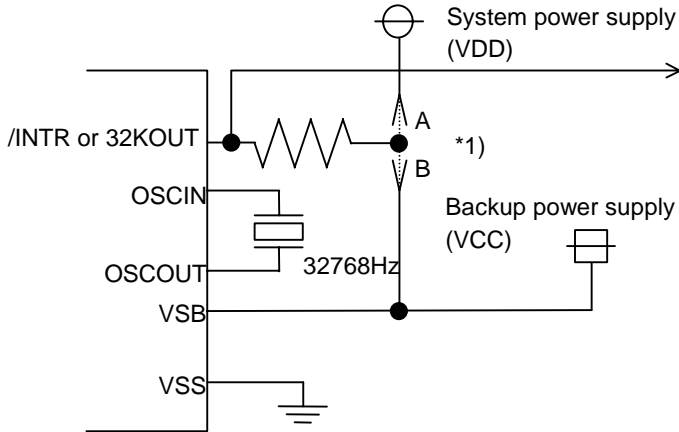 System power supply
(VDD)
/INTR or 32KOUT
A
*1)
B
OSCIN
Backup power supply
(VCC)
OSCOUT
32768Hz
VSB
VSS